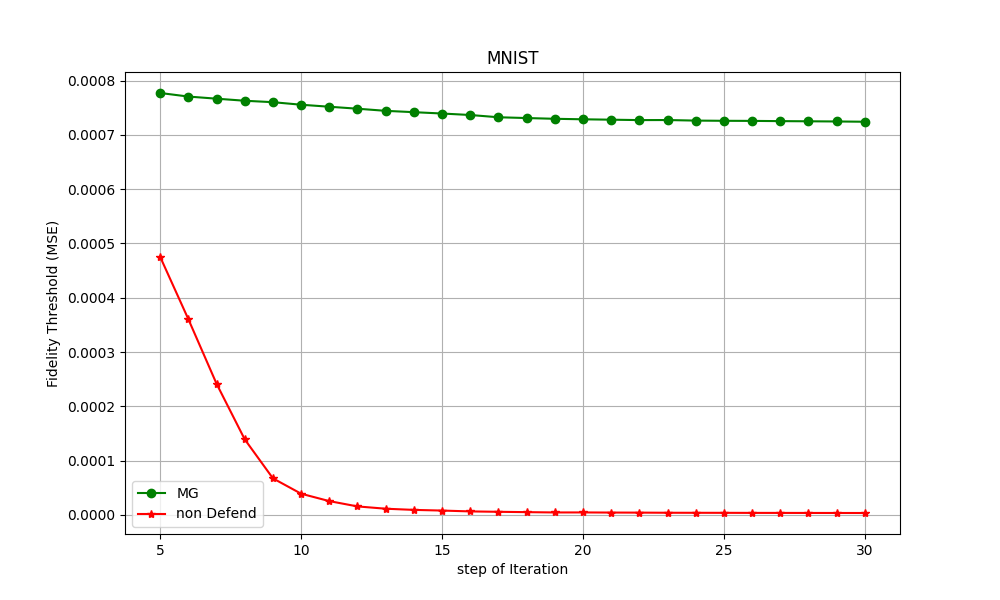 MNIST
Fidelity Threshold (MSE)
0.0008
0.0007
0.0006
0.0005
0.0004
0.0003
0.0002
0.0001
0.0000
MG
non Defend
5 10 15 20 25 30
step of Iteration